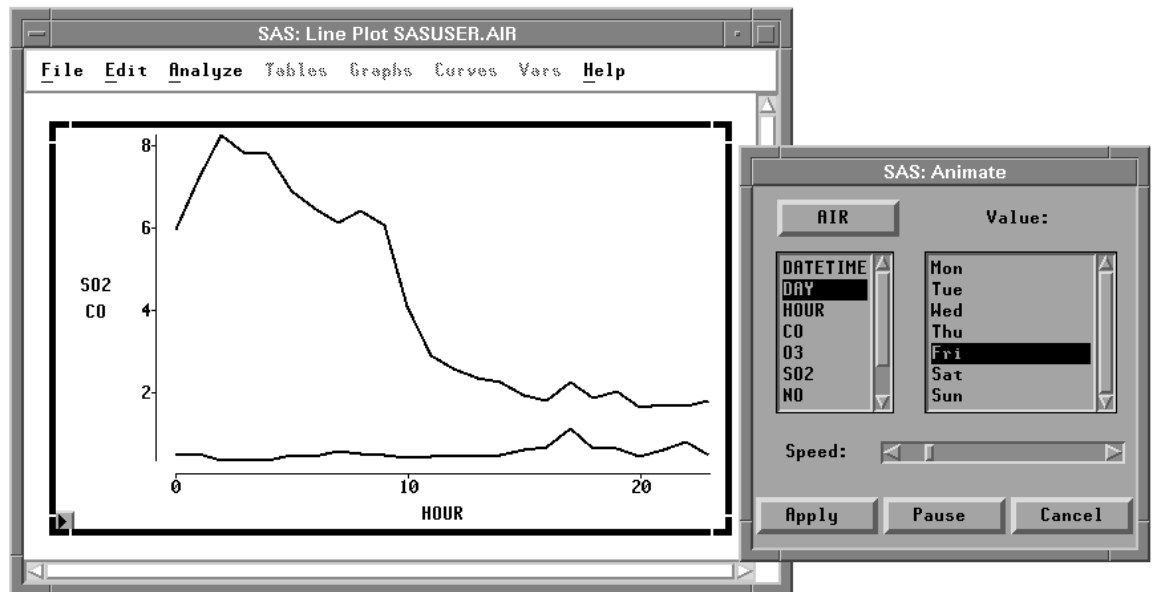 SAS: Line Plot SASUSER.AIR
File Edit Analyze Tables Graphs Curves Vars Help
8
6
SO2
CO
4
2
0 10 20
HOUR
SAS: Animate
AIR Value:
DATETIME
DAY
HOUR
CO
O3
SO2
NO
Mon
Tue
Wed
Thu
Fri
Sat
Sun
Speed:
Apply Pause Cancel